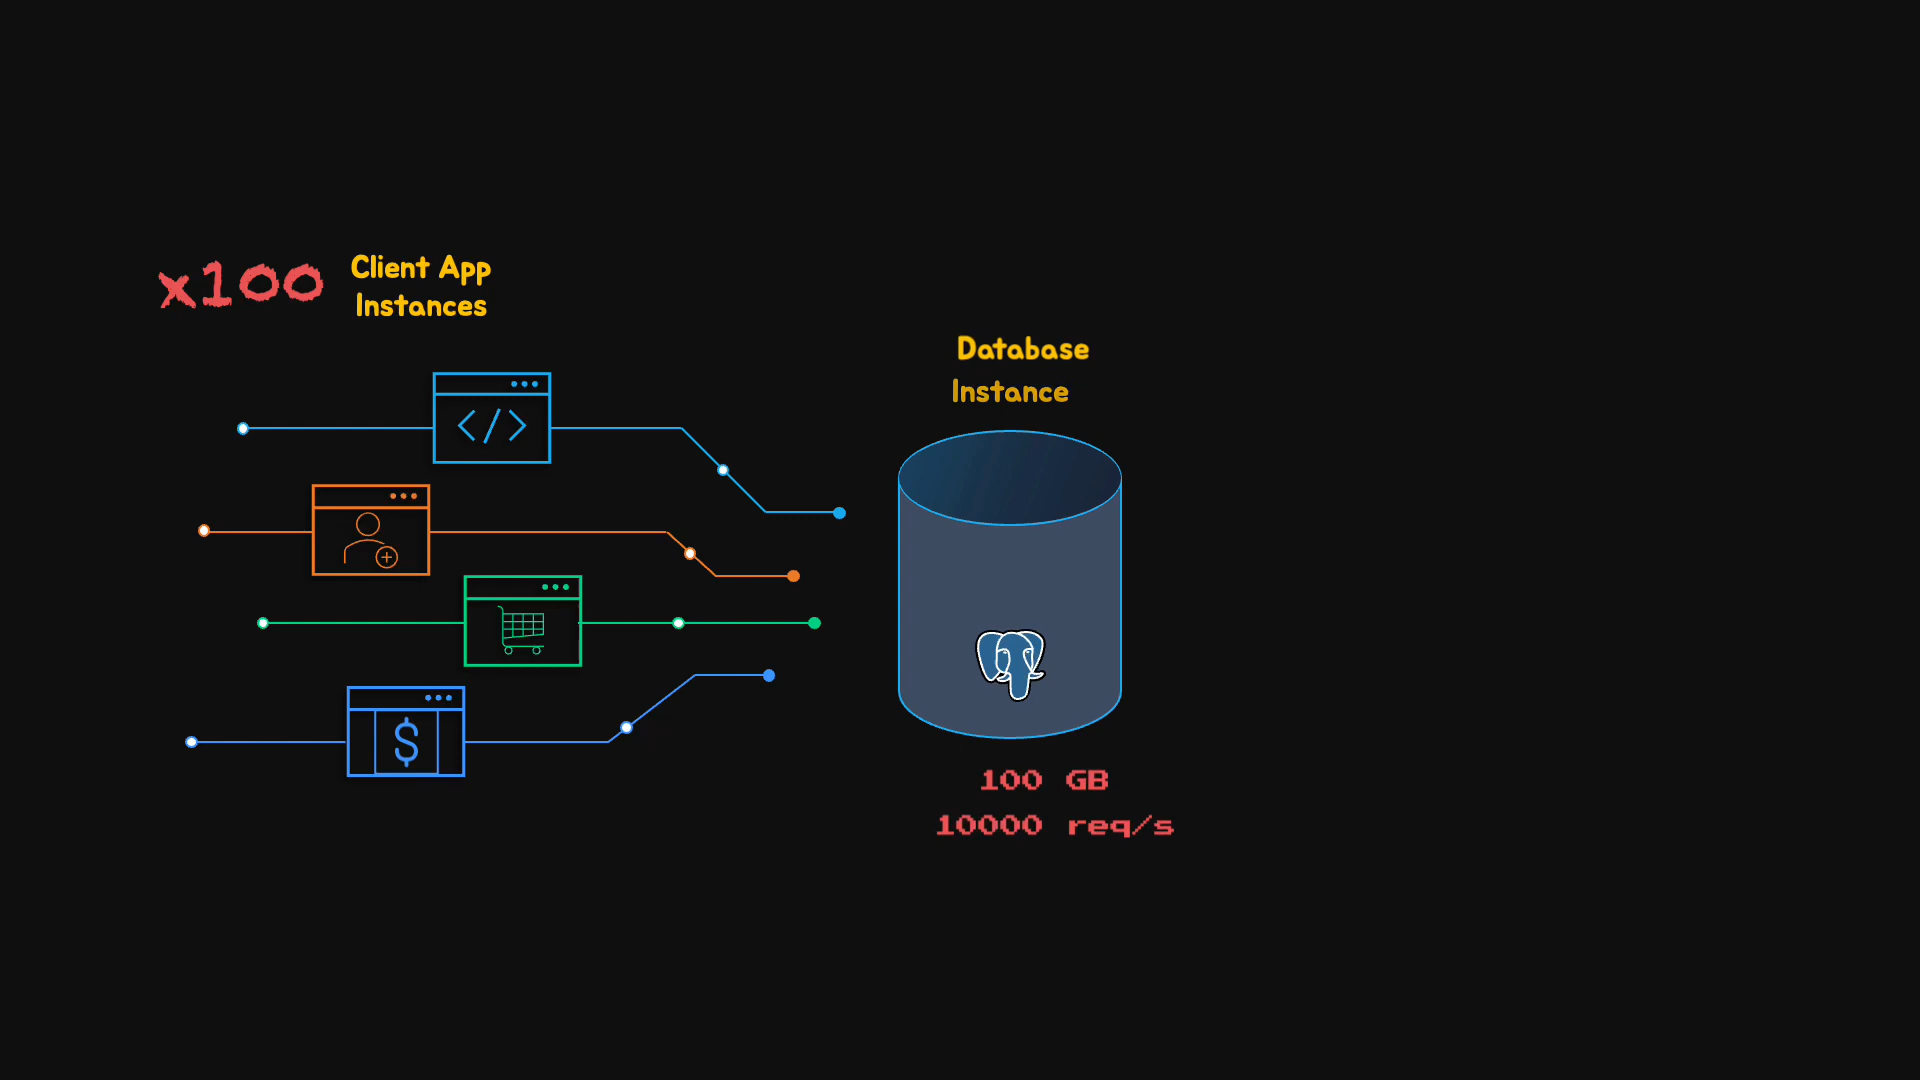 x100
Client App
Instances
Database
Instance
</>
$
100 GB
10000 req/s